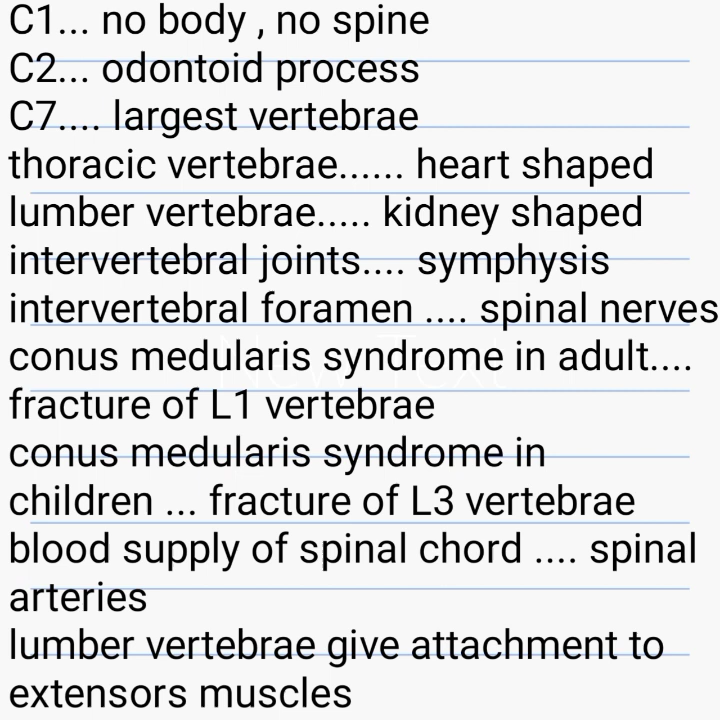 C1... no body , no spine
C2... odontoid process
C7.... largest vertebrae
thoracic vertebrae...... heart shaped
lumber vertebrae..... kidney shaped
intervertebral joints.... symphysis
intervertebral foramen .... spinal nerves
conus medularis syndrome in adult....
fracture of L1 vertebrae
conus medularis syndrome in
children ... fracture of L3 vertebrae
blood supply of spinal chord .... spinal
arteries
lumber vertebrae give attachment to
extensors muscles
New Text